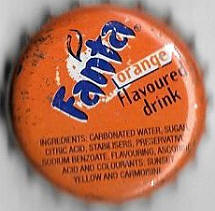 Fanta®
orange
Flavoured
drink
INGREDIENTS: CARBONATED WATER, SUGAR,
CITRIC ACID, STABILISERS, PRESERVATIVE
SODIUM BENZOATE, FLAVOURING, ASCORBIC
ACID AND COLOURANTS: SUNSET
YELLOW AND CARMOISINE